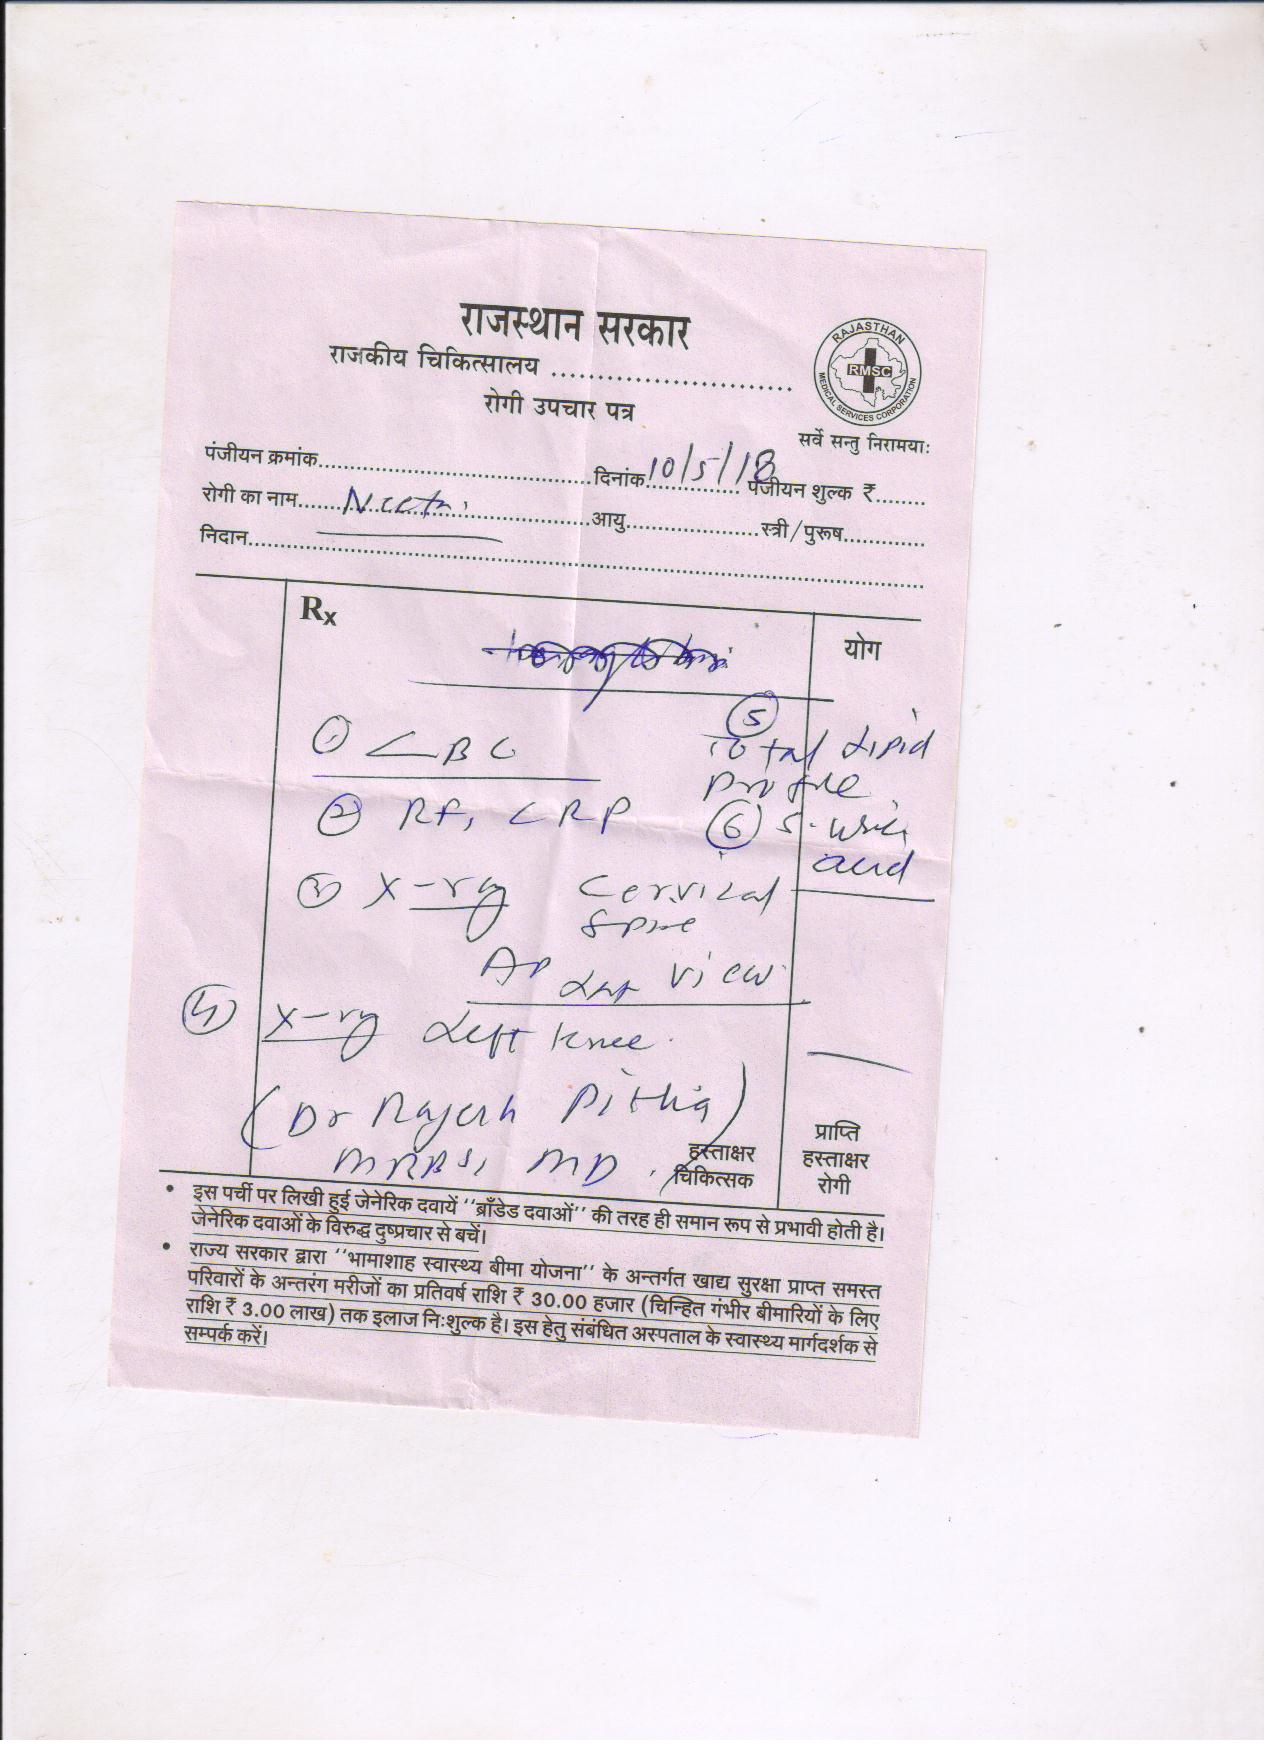 राजस्थान सरकार
राजकीय चिकित्सालय ........................
रोगी उपचार पत्र
RAJASTHAN
RMSC
MEDICAL SERVICES CORPORATION
सर्वे सन्तु निरामयाः
पंजीयन क्रमांक........................दिनांक 10/5/18 पंजीयन शुल्क ₹........
रोगी का नाम........................आयु....................स्त्री/पुरूष............
निदान........................
Rx
योग
① CBC
② RF, CRP
③ X-ray Cervical
Spine
AP Lat view
④ X-ray Left Knee
⑤
Total Lipid
Profile
⑥ S. Uric
acid
(Dr Rajesh)
MBBS, MD
हस्ताक्षर
चिकित्सक
प्राप्ति
हस्ताक्षर
रोगी
• इस पर्ची पर लिखी हुई जेनेरिक दवायें ''ब्राँडेड दवाओं'' की तरह ही समान रूप से प्रभावी होती है।
जेनेरिक दवाओं के विरुद्ध दुष्प्रचार से बचें।
• राज्य सरकार द्वारा ''भामाशाह स्वास्थ्य बीमा योजना'' के अन्तर्गत खाद्य सुरक्षा प्राप्त समस्त
परिवारों के अन्तरंग मरीजों का प्रतिवर्ष राशि ₹ 30.00 हजार (चिन्हित गंभीर बीमारियों के लिए
राशि ₹ 3.00 लाख) तक इलाज निःशुल्क है। इस हेतु संबंधित अस्पताल के स्वास्थ्य मार्गदर्शक से
सम्पर्क करें।